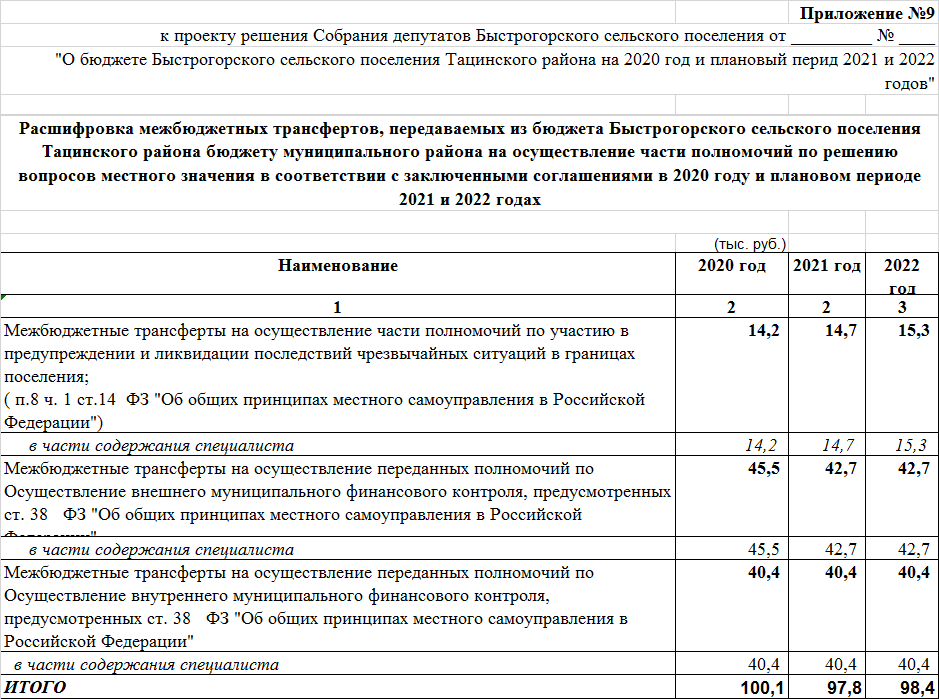 Приложение №9
к проекту решения Собрания депутатов Быстрогорского сельского поселения от __________ № ____
"О бюджете Быстрогорского сельского поселения Тацинского района на 2020 год и плановый перид 2021 и 2022
годов"
Расшифровка межбюджетных трансфертов, передаваемых из бюджета Быстрогорского сельского поселения
Тацинского района бюджету муниципального района на осуществление части полномочий по решению
вопросов местного значения в соответствии с заключенными соглашениями в 2020 году и плановом периоде
2021 и 2022 годах
(тыс. руб.)
Наименование 2020 год 2021 год 2022
год
1 2 2 3
Межбюджетные трансферты на осуществление части полномочий по участию в 14,2 14,7 15,3
предупреждении и ликвидации последствий чрезвычайных ситуаций в границах
поселения;
( п.8 ч. 1 ст.14 ФЗ "Об общих принципах местного самоуправления в Российской
Федерации")
в части содержания специалиста 14,2 14,7 15,3
Межбюджетные трансферты на осуществление переданных полномочий по 45,5 42,7 42,7
Осуществление внешнего муниципального финансового контроля, предусмотренных
ст. 38 ФЗ "Об общих принципах местного самоуправления в Российской
в части содержания специалиста 45,5 42,7 42,7
Межбюджетные трансферты на осуществление переданных полномочий по 40,4 40,4 40,4
Осуществление внутреннего муниципального финансового контроля,
предусмотренных ст. 38 ФЗ "Об общих принципах местного самоуправления в
Российской Федерации"
в части содержания специалиста 40,4 40,4 40,4
ИТОГО 100,1 97,8 98,4